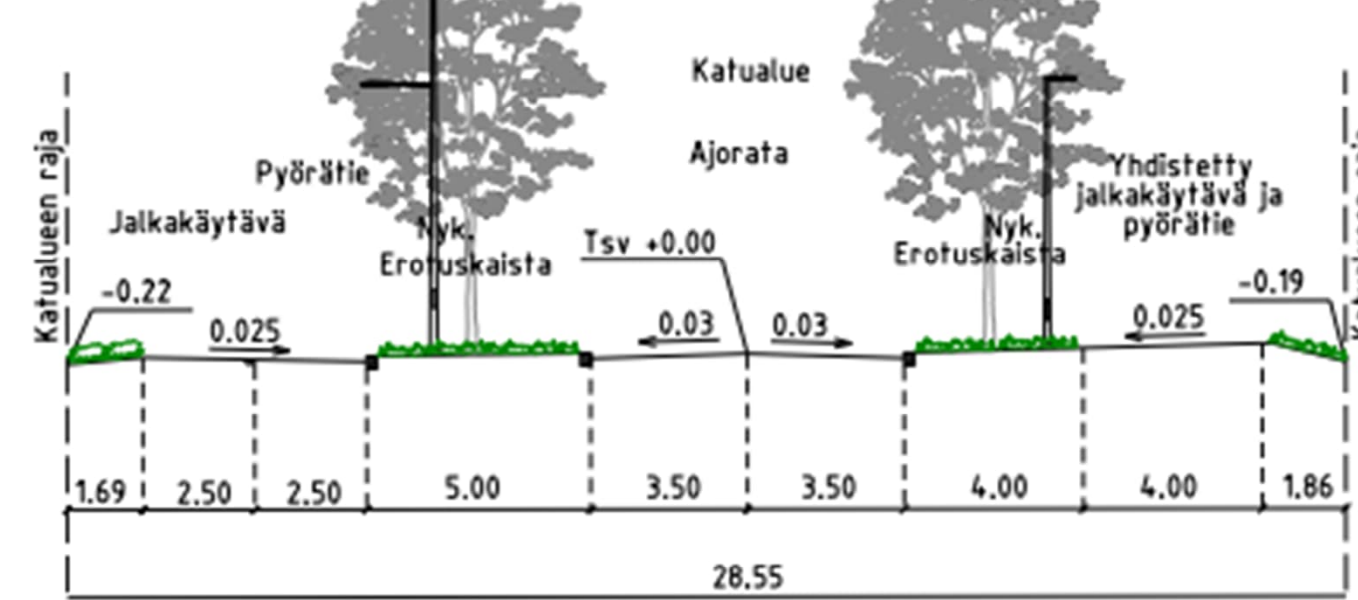 Katualue
Ajorata
Katualueen raja
Pyörätie
Jalkakäytävä
Nyk.
Erotuskaista
Tsv +0.00
Nyk.
Erotuskaista
Yhdistetty
jalkakäytävä ja
pyörätie
-0.22
0.025
0.03
0.03
0.025
-0.19
1.69
2.50
2.50
5.00
3.50
3.50
4.00
4.00
1.86
28.55